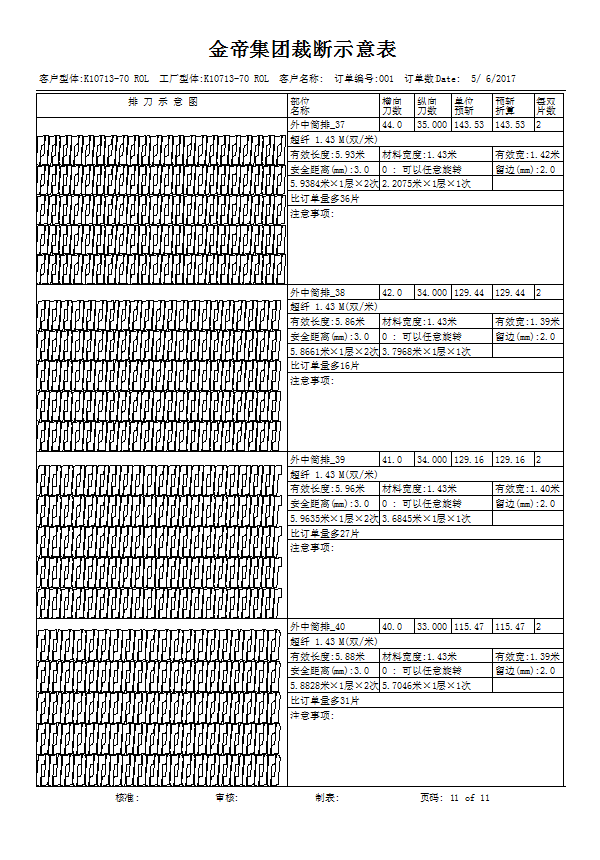 金帝集团裁断示意表
客户型体:K10713-70 ROL 工厂型体:K10713-70 ROL 客户名称: 订单编号:001 订单数Date: 5/ 6/2017
排 刀 示 意 图 部位名称 横向刀数 纵向刀数 单位预斩 预斩折算 每双片数
外中筒排_37 44.0 35.000 143.53 143.53 2
超纤 1.43 M(双/米)
有效长度:5.93米 材料宽度:1.43米 有效宽:1.42米
安全距离(mm):3.0 0 : 可以任意旋转 留边(mm):2.0
5.9384米×1层×2次 2.2075米×1层×1次
比订单量多36片
注意事项:
外中筒排_38 42.0 34.000 129.44 129.44 2
超纤 1.43 M(双/米)
有效长度:5.86米 材料宽度:1.43米 有效宽:1.39米
安全距离(mm):3.0 0 : 可以任意旋转 留边(mm):2.0
5.8661米×1层×2次 3.7968米×1层×1次
比订单量多16片
注意事项:
外中筒排_39 41.0 34.000 129.16 129.16 2
超纤 1.43 M(双/米)
有效长度:5.96米 材料宽度:1.43米 有效宽:1.40米
安全距离(mm):3.0 0 : 可以任意旋转 留边(mm):2.0
5.9635米×1层×2次 3.6845米×1层×1次
比订单量多27片
注意事项:
外中筒排_40 40.0 33.000 115.47 115.47 2
超纤 1.43 M(双/米)
有效长度:5.88米 材料宽度:1.43米 有效宽:1.39米
安全距离(mm):3.0 0 : 可以任意旋转 留边(mm):2.0
5.8828米×1层×2次 5.7046米×1层×1次
比订单量多31片
注意事项:
核准: 审核: 制表: 页码: 11 of 11